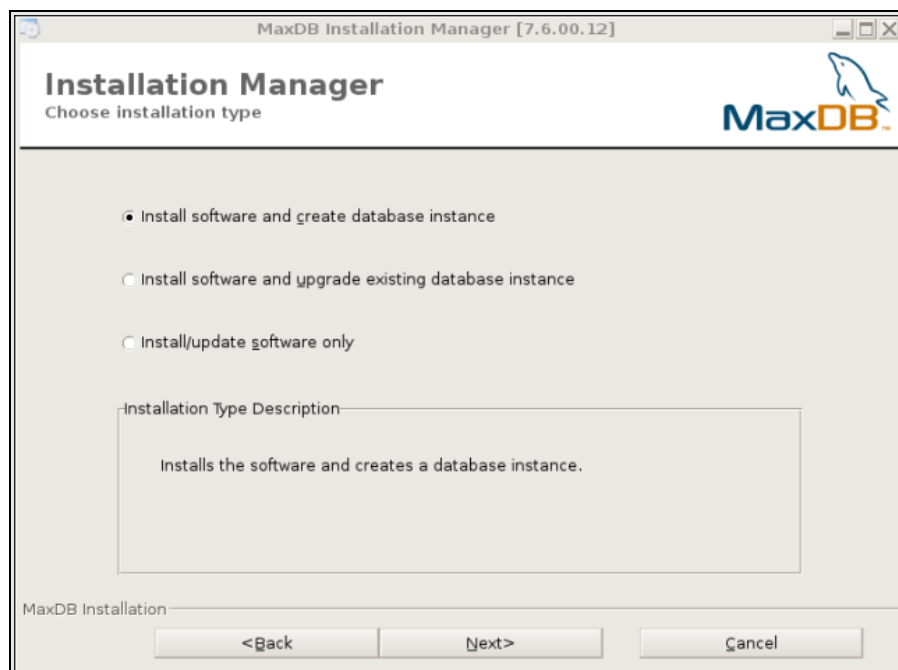 MaxDB Installation Manager [7.6.00.12]
Installation Manager
Choose installation type
MaxDB™
Install software and create database instance
Install software and upgrade existing database instance
Install/update software only
Installation Type Description
Installs the software and creates a database instance.
MaxDB Installation
<Back
Next>
Cancel